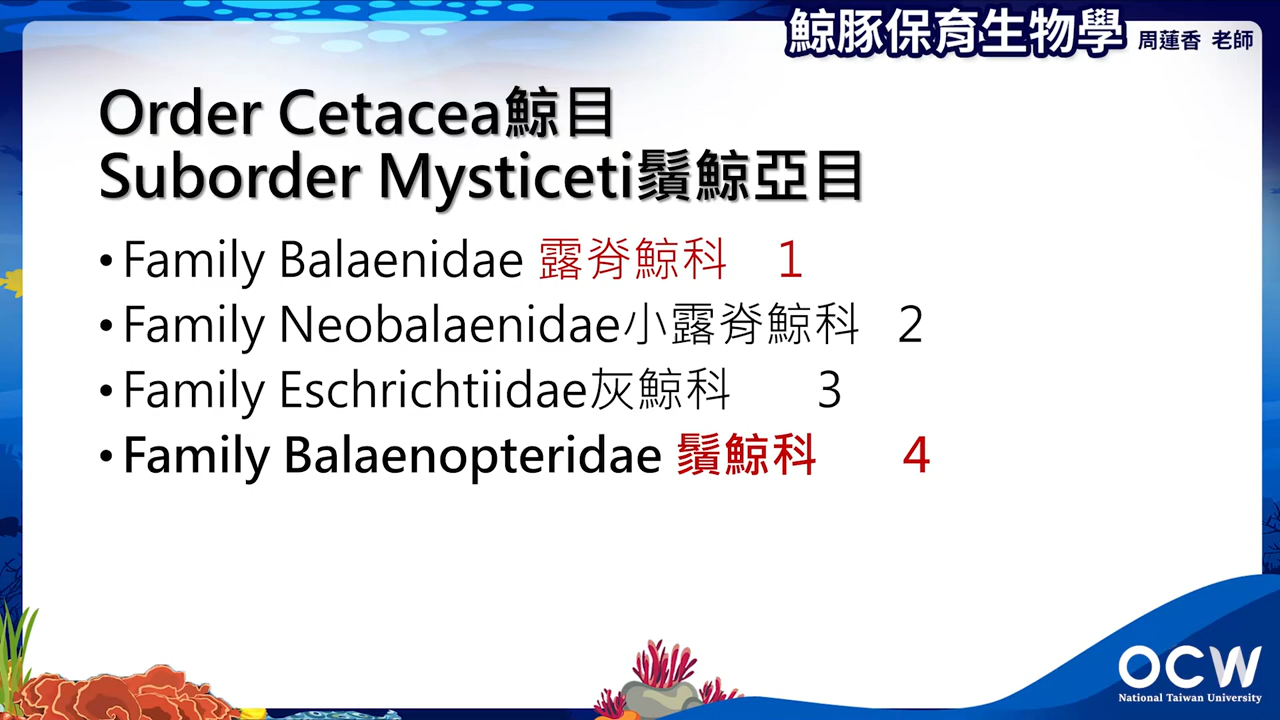 鯨豚保育生物學 周蓮香 老師
Order Cetacea鯨目
Suborder Mysticeti鬚鯨亞目
•Family Balaenidae 露脊鯨科 1
•Family Neobalaenidae小露脊鯨科 2
•Family Eschrichtiidae灰鯨科 3
•Family Balaenopteridae 鬚鯨科 4
OCW
National Taiwan University